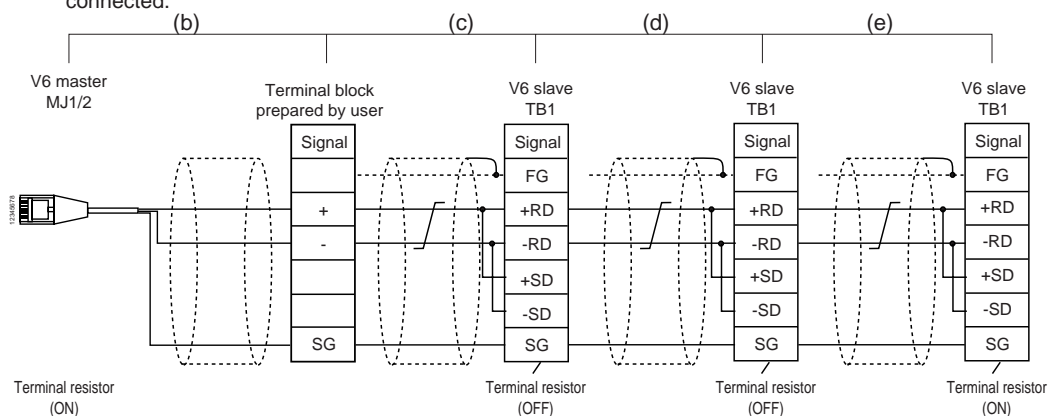 connected.
(b) (c) (d) (e)
V6 master
MJ1/2
Terminal block
prepared by user
V6 slave
TB1
V6 slave
TB1
V6 slave
TB1
12345678
Signal
+
-
SG
Signal
FG
+RD
-RD
+SD
-SD
SG
Signal
FG
+RD
-RD
+SD
-SD
SG
Signal
FG
+RD
-RD
+SD
-SD
SG
Terminal resistor
(ON)
Terminal resistor
(OFF)
Terminal resistor
(OFF)
Terminal resistor
(ON)